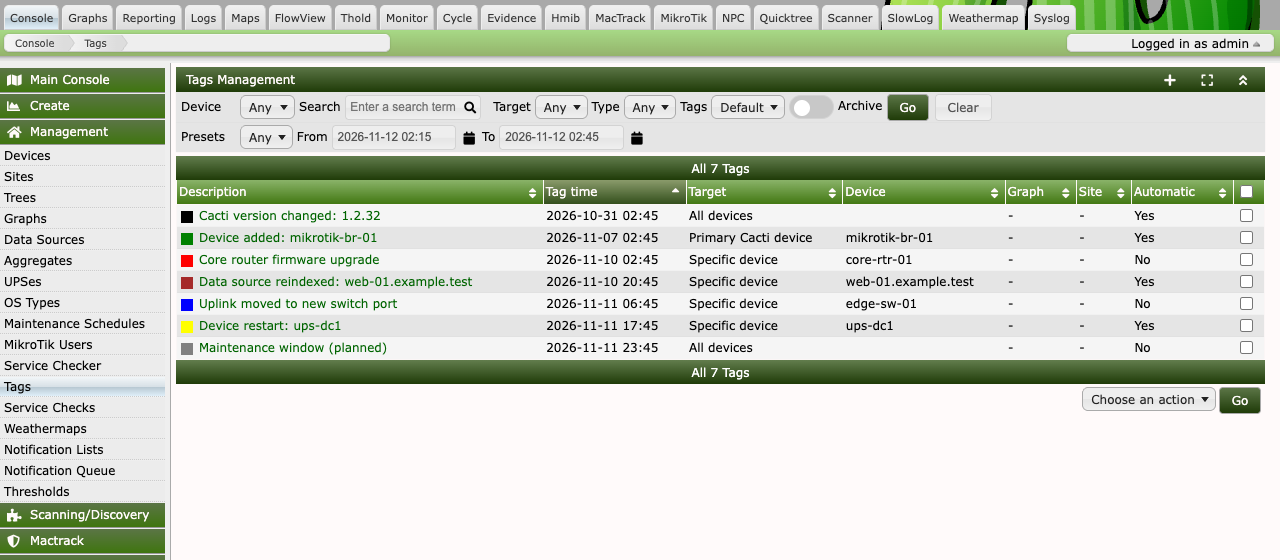 Console Graphs Reporting Logs Maps FlowView Thold Monitor Cycle Evidence Hmib MacTrack MikroTik NPC Quicktree Scanner SlowLog Weathermap Syslog
Console Tags Logged in as admin
Main Console
Create
Management
Devices
Sites
Trees
Graphs
Data Sources
Aggregates
UPSes
OS Types
Maintenance Schedules
MikroTik Users
Service Checker
Tags
Service Checks
Weathermaps
Notification Lists
Notification Queue
Thresholds
Scanning/Discovery
Mactrack
Tags Management
Device Any Search Enter a search term Target Any Type Any Tags Default Archive Go Clear
Presets Any From 2026-11-12 02:15 To 2026-11-12 02:45
All 7 Tags
Description Tag time Target Device Graph Site Automatic
Cacti version changed: 1.2.32 2026-10-31 02:45 All devices - - Yes
Device added: mikrotik-br-01 2026-11-07 02:45 Primary Cacti device mikrotik-br-01 - - Yes
Core router firmware upgrade 2026-11-10 02:45 Specific device core-rtr-01 - - No
Data source reindexed: web-01.example.test 2026-11-10 20:45 Specific device web-01.example.test - - Yes
Uplink moved to new switch port 2026-11-11 06:45 Specific device edge-sw-01 - - No
Device restart: ups-dc1 2026-11-11 17:45 Specific device ups-dc1 - - Yes
Maintenance window (planned) 2026-11-11 23:45 All devices - - No
All 7 Tags
Choose an action Go